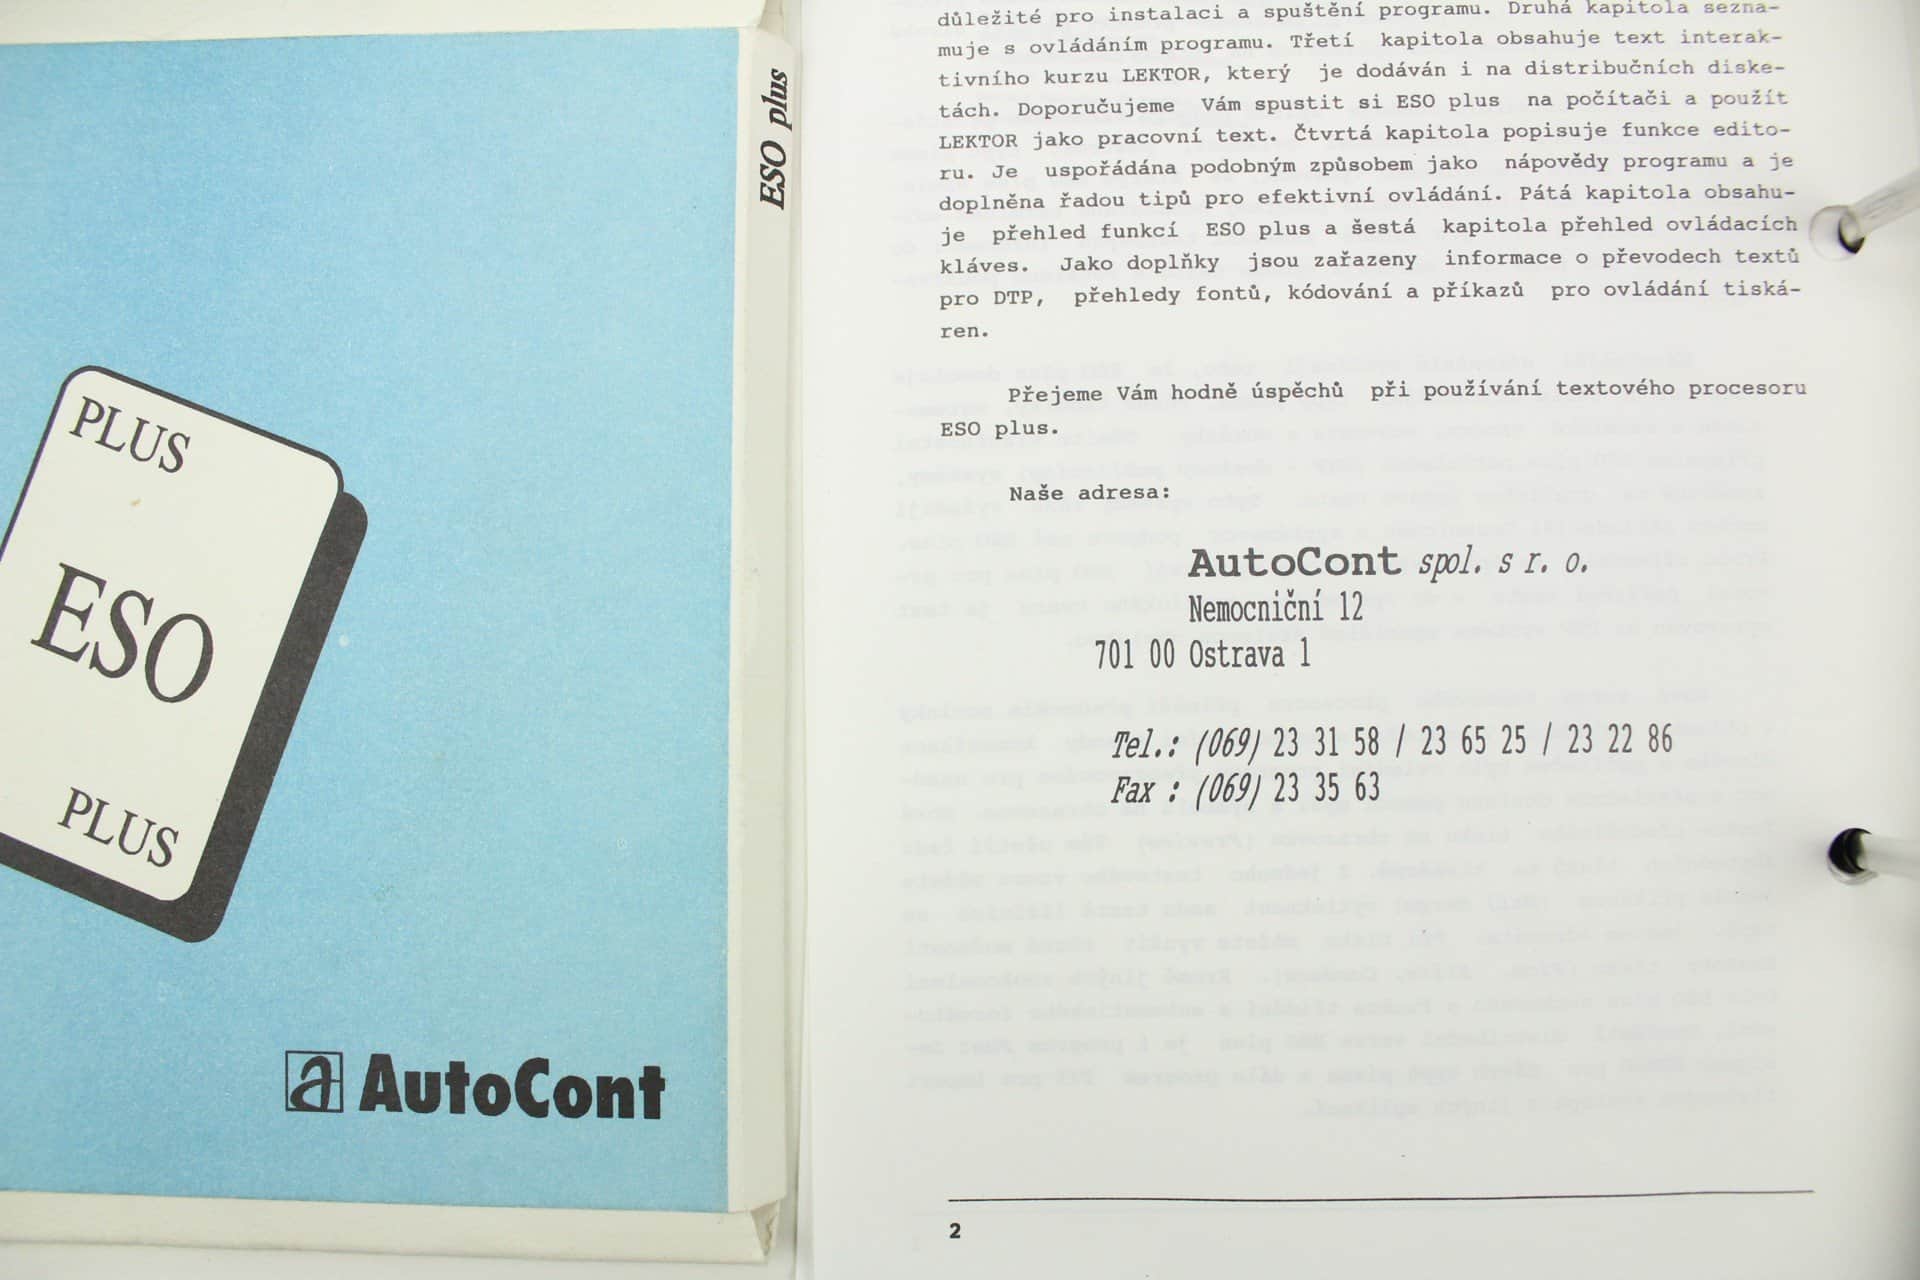 PLUS
ESO
PLUS
AutoCont
ESO plus
důležité pro instalaci a spuštění programu. Druhá kapitola sezna-
muje s ovládáním programu. Třetí kapitola obsahuje text interak-
tivního kurzu LEKTOR, který je dodáván i na distribučních diske-
tách. Doporučujeme Vám spustit si ESO plus na počítači a použít
LEKTOR jako pracovní text. Čtvrtá kapitola popisuje funkce edito-
ru. Je uspořádána podobným způsobem jako nápovědy programu a je
doplněna řadou tipů pro efektivní ovládání. Pátá kapitola obsahu-
je přehled funkcí ESO plus a šestá kapitola přehled ovládacích
kláves. Jako doplňky jsou zařazeny informace o převodech textů
pro DTP, přehledy fontů, kódování a příkazů pro ovládání tiská-
ren.
Přejeme Vám hodně úspěchů při používání textového procesoru
ESO plus.
Naše adresa:
AutoCont spol. s r. o.
Nemocniční 12
701 00 Ostrava 1
Tel.: (069) 23 31 58 / 23 65 25 / 23 22 86
Fax : (069) 23 35 63
2